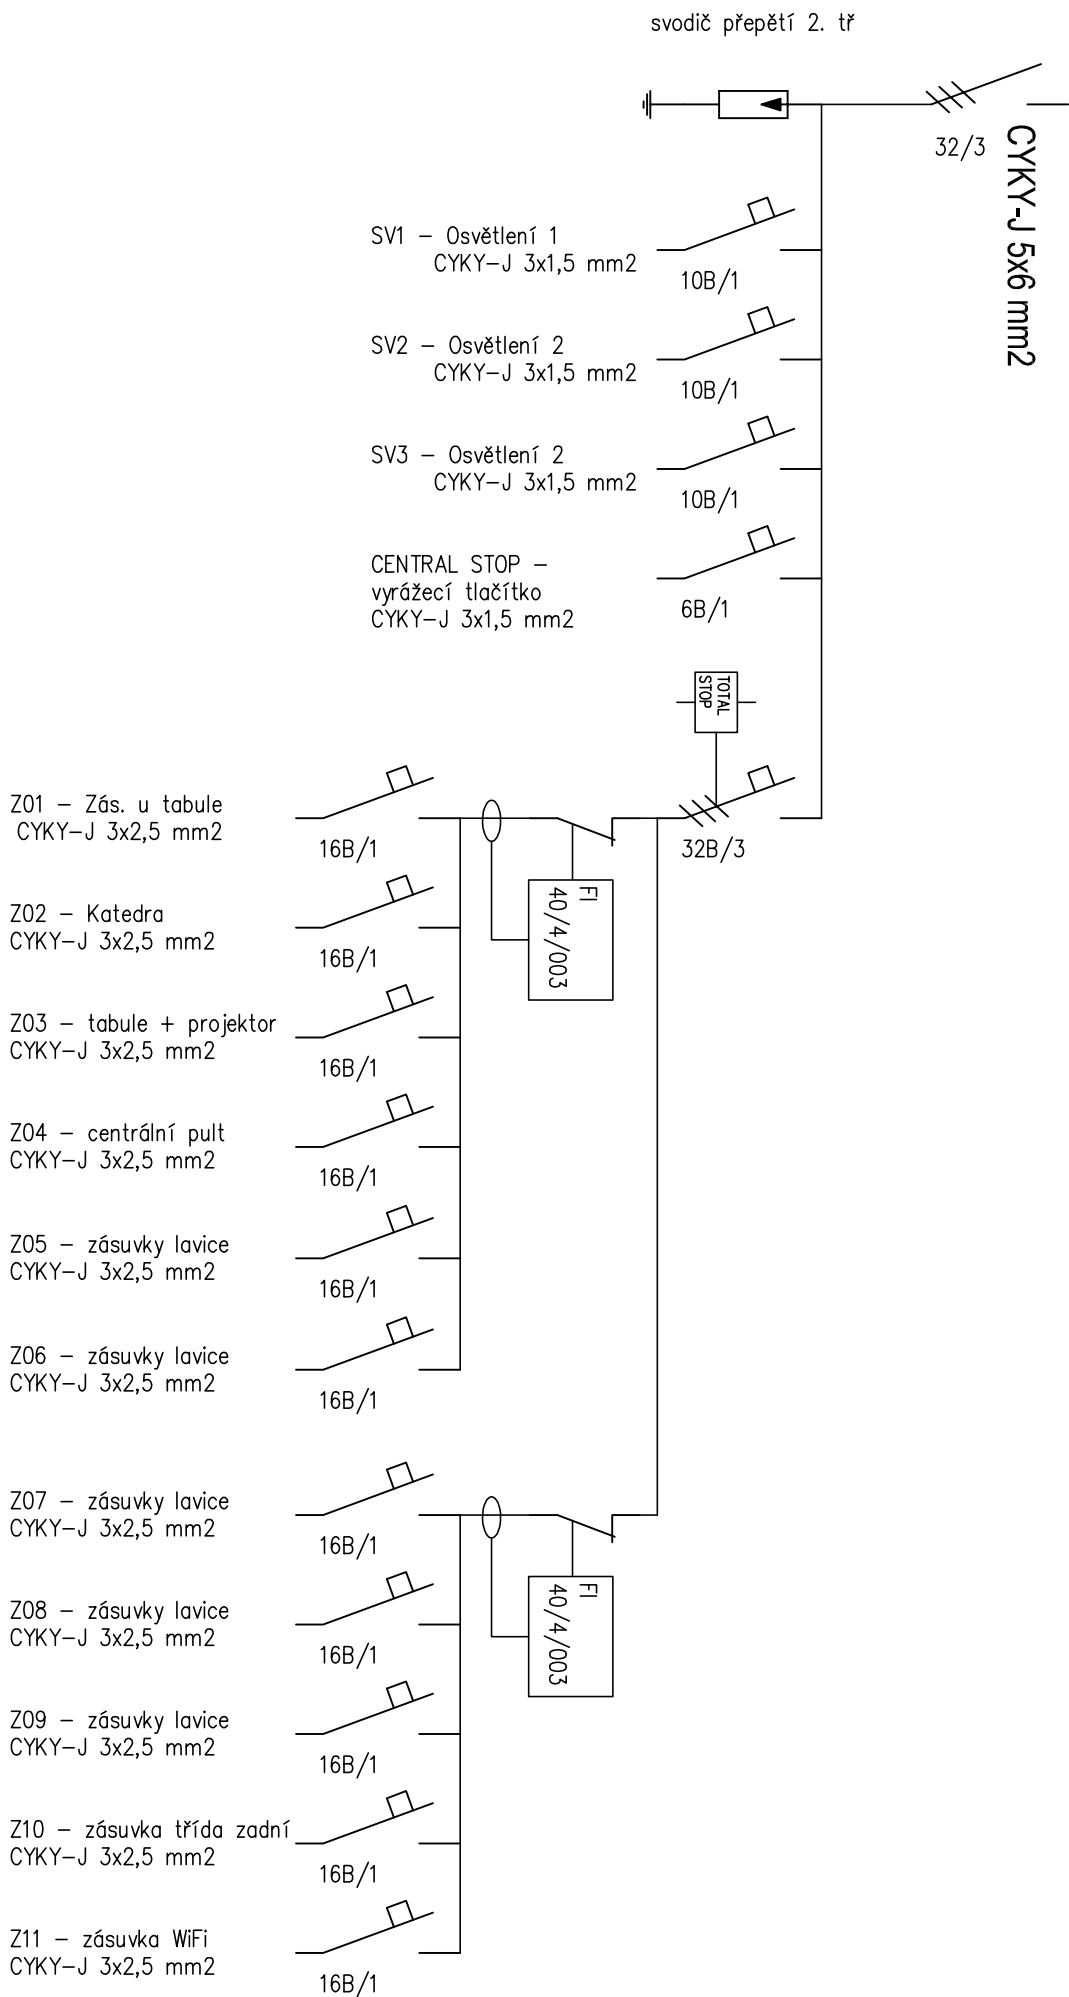 svodič přepětí 2. tř
32/3
CYKY-J 5x6 mm2
SV1 – Osvětlení 1
CYKY–J 3x1,5 mm2
10B/1
SV2 – Osvětlení 2
CYKY–J 3x1,5 mm2
10B/1
SV3 – Osvětlení 2
CYKY–J 3x1,5 mm2
10B/1
CENTRAL STOP –
vyrážecí tlačítko
CYKY–J 3x1,5 mm2
6B/1
TOTAL
STOP
32B/3
Z01 – Zás. u tabule
CYKY–J 3x2,5 mm2
16B/1
FI
40/4/003
Z02 – Katedra
CYKY–J 3x2,5 mm2
16B/1
Z03 – tabule + projektor
CYKY–J 3x2,5 mm2
16B/1
Z04 – centrální pult
CYKY–J 3x2,5 mm2
16B/1
Z05 – zásuvky lavice
CYKY–J 3x2,5 mm2
16B/1
Z06 – zásuvky lavice
CYKY–J 3x2,5 mm2
16B/1
Z07 – zásuvky lavice
CYKY–J 3x2,5 mm2
16B/1
FI
40/4/003
Z08 – zásuvky lavice
CYKY–J 3x2,5 mm2
16B/1
Z09 – zásuvky lavice
CYKY–J 3x2,5 mm2
16B/1
Z10 – zásuvka třída zadní
CYKY–J 3x2,5 mm2
16B/1
Z11 – zásuvka WiFi
CYKY–J 3x2,5 mm2
16B/1